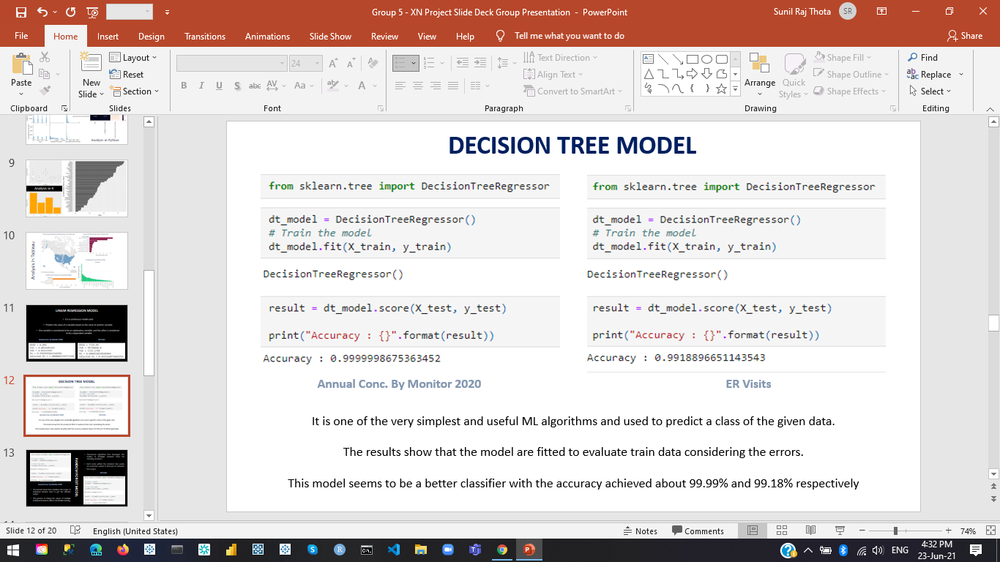 Group 5 - XN Project Slide Deck Group Presentation - PowerPoint
Sunil Raj Thota
SR
File
Home
Insert
Design
Transitions
Animations
Slide Show
Review
View
Help
Tell me what you want to do
Share
Paste
Clipboard
New
Slide
Layout
Reset
Section
Slides
24
B I U S abc AV Aa
A
Font
Text Direction
Align Text
Convert to SmartArt
Paragraph
Arrange
Quick
Styles
Shape Fill
Shape Outline
Shape Effects
Drawing
Find
Replace
Select
Editing
Analysis in Python
9
Analysis in R
10
Analysis in Tableau
11
LINEAR REGRESSION MODEL
12
DECISION TREE MODEL
13
RANDOM FOREST MODEL
DECISION TREE MODEL
from sklearn.tree import DecisionTreeRegressor
dt_model = DecisionTreeRegressor()
# Train the model
dt_model.fit(X_train, y_train)
DecisionTreeRegressor()
result = dt_model.score(X_test, y_test)
print("Accuracy : {}".format(result))
Accuracy : 0.9999998675363452
Annual Conc. By Monitor 2020
from sklearn.tree import DecisionTreeRegressor
dt_model = DecisionTreeRegressor()
# Train the model
dt_model.fit(X_train, y_train)
DecisionTreeRegressor()
result = dt_model.score(X_test, y_test)
print("Accuracy : {}".format(result))
Accuracy : 0.9918896651143543
ER Visits
It is one of the very simplest and useful ML algorithms and used to predict values of the given data.
The results show that the model are fitted to evaluate train data considering the errors.
This model seems to be a better onlifter with the accuracy achieved about 99.99% and 99.18% respectively
Slide 12 of 20
English (United States)
Notes
Comments
74%
ENG
4:32 PM
23-Jun-21